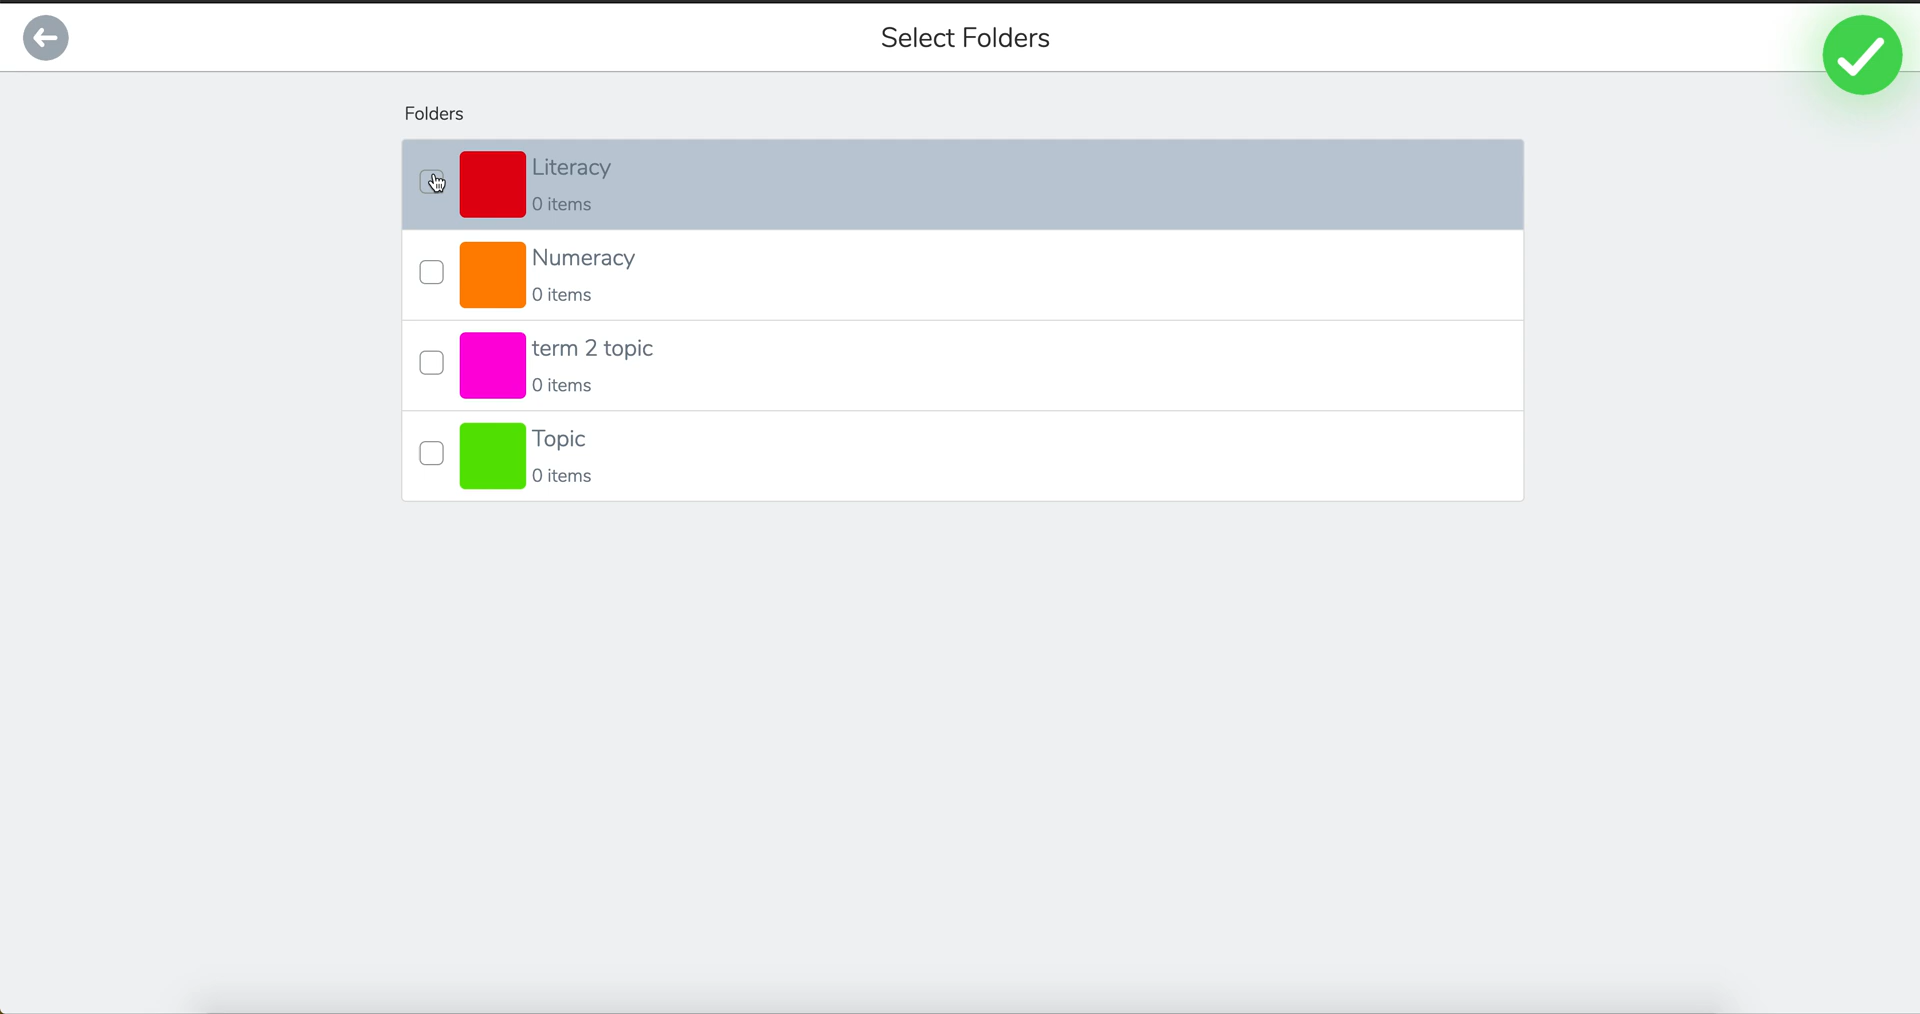 Select Folders
Folders
Literacy
0 items
Numeracy
0 items
term 2 topic
0 items
Topic
0 items